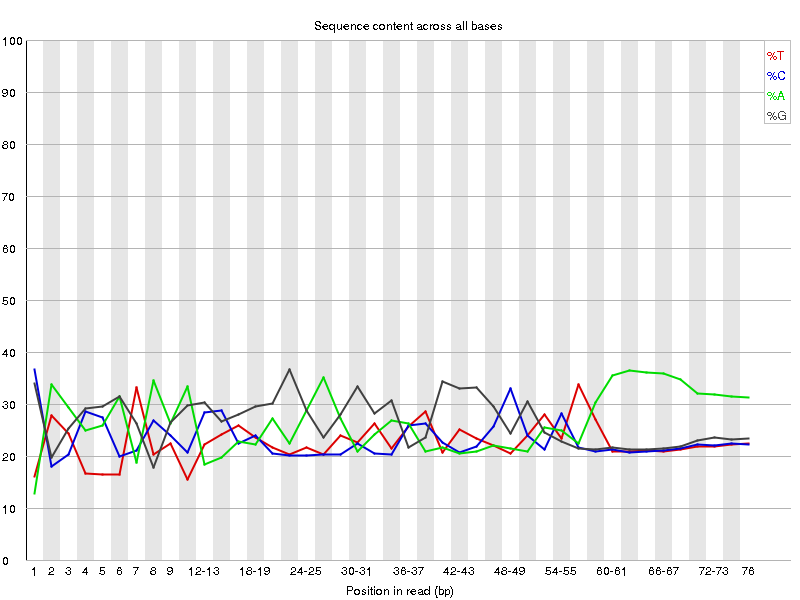 Sequence content across all bases
100
90
80
70
60
50
40
30
20
10
0
%T
%C
%A
%G
1 2 3 4 5 6 7 8 9 12-13 18-19 24-25 30-31 36-37 42-43 48-49 54-55 60-61 66-67 72-73 76
Position in read (bp)